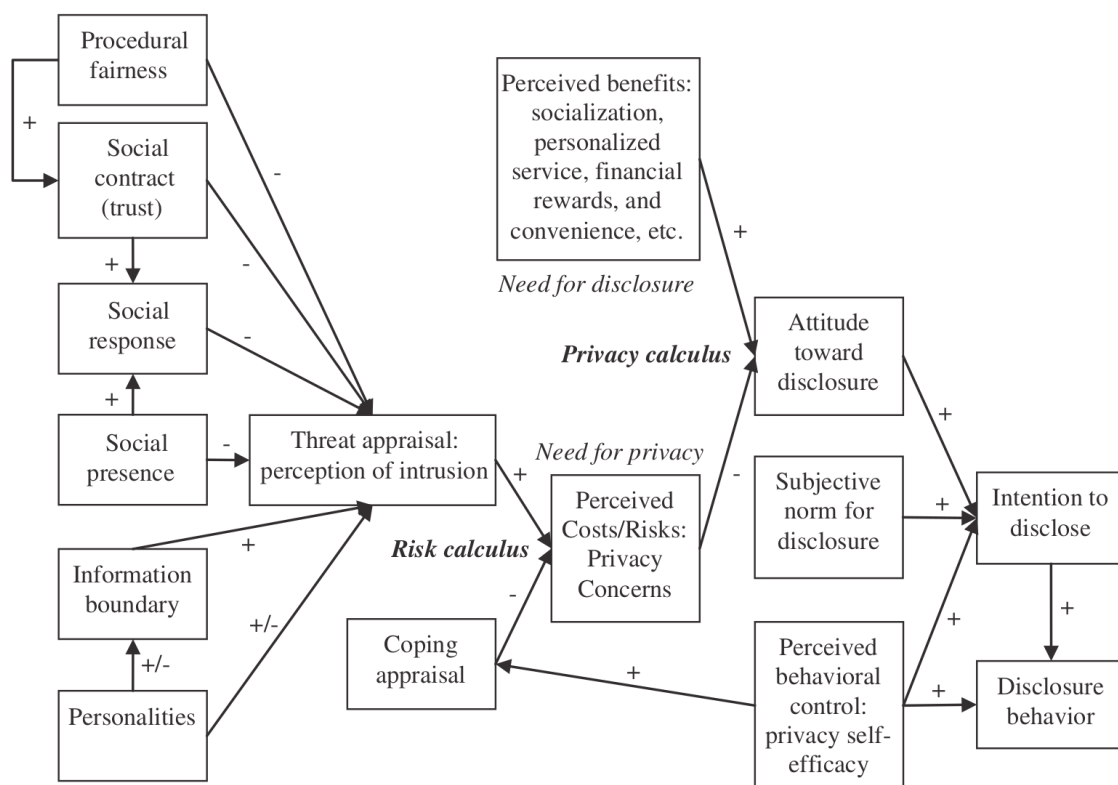 Procedural
fairness
+
Social
contract
(trust)
-
-
+
Social
response
-
+
Social
presence
-
Threat appraisal:
perception of intrusion
+
Information
boundary
+/-
+/-
Personalities
Perceived benefits:
socialization,
personalized
service, financial
rewards, and
convenience, etc.
+
Need for disclosure
Privacy calculus
Attitude
toward
disclosure
+
Need for privacy
+
-
Perceived
Costs/Risks:
Privacy
Concerns
Risk calculus
-
Coping
appraisal
+
Subjective
norm for
disclosure
+
Intention to
disclose
+
+
Perceived
behavioral
control:
privacy self-
efficacy
+
Disclosure
behavior